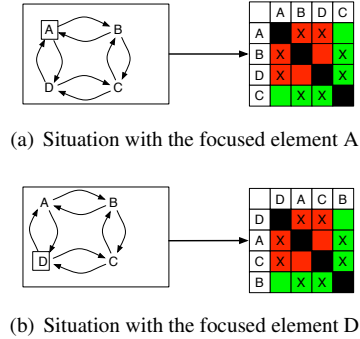 A B
D C
A B D C
A X X
B X X
D X X
C X X
(a) Situation with the focused element A
A B
D C
D A C B
D X X
A X X
C X X
B X X
(b) Situation with the focused element D